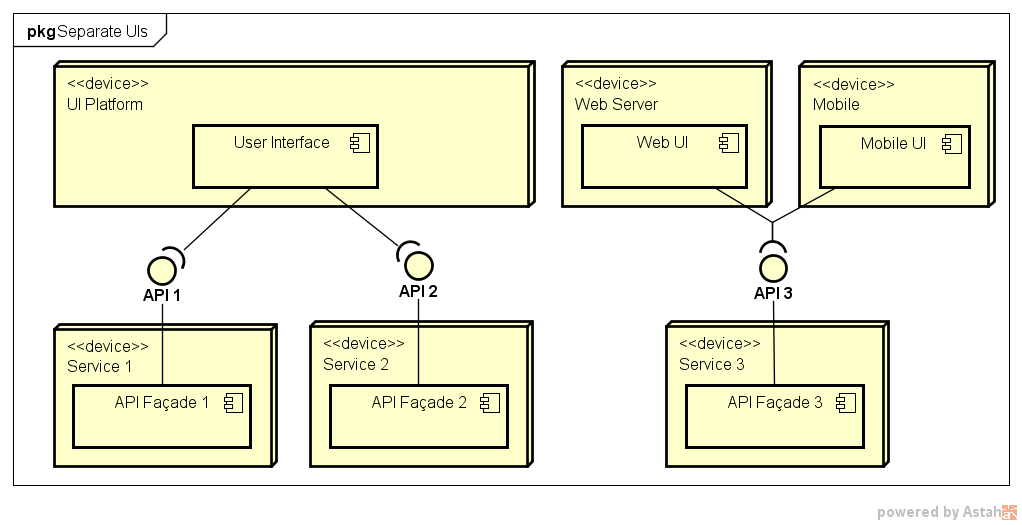 pkg Separate UIs
<<device>>
UI Platform
User Interface
<<device>>
Web Server
Web UI
<<device>>
Mobile
Mobile UI
API 1
API 2
API 3
<<device>>
Service 1
API Façade 1
<<device>>
Service 2
API Façade 2
<<device>>
Service 3
API Façade 3
powered by Astah